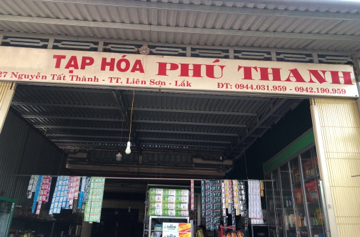 TẠP HÓA PHÚ THANH
27 Nguyễn Tất Thành - TT. Liên Sơn - Lắk ĐT: 0944.031.959 - 0942.190.959